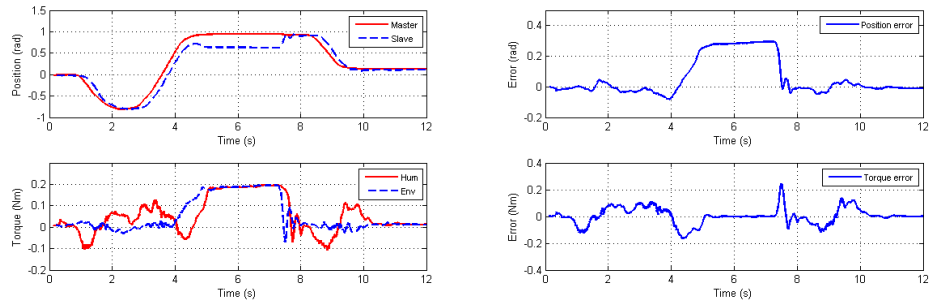 1.5
1
0.5
0
-0.5
-1
Position (rad)
0 2 4 6 8 10 12
Time (s)
Master
Slave
0.4
0.2
0
-0.2
Error (rad)
0 2 4 6 8 10 12
Time (s)
Position error
0.2
0.1
0
0.1
-0.2
Torque (Nm)
0 2 4 6 8 10 12
Time (s)
Hum
Env
0.4
0.2
0
0.2
0.4
Error (Nm)
0 2 4 6 8 10 12
Time (s)
Torque error